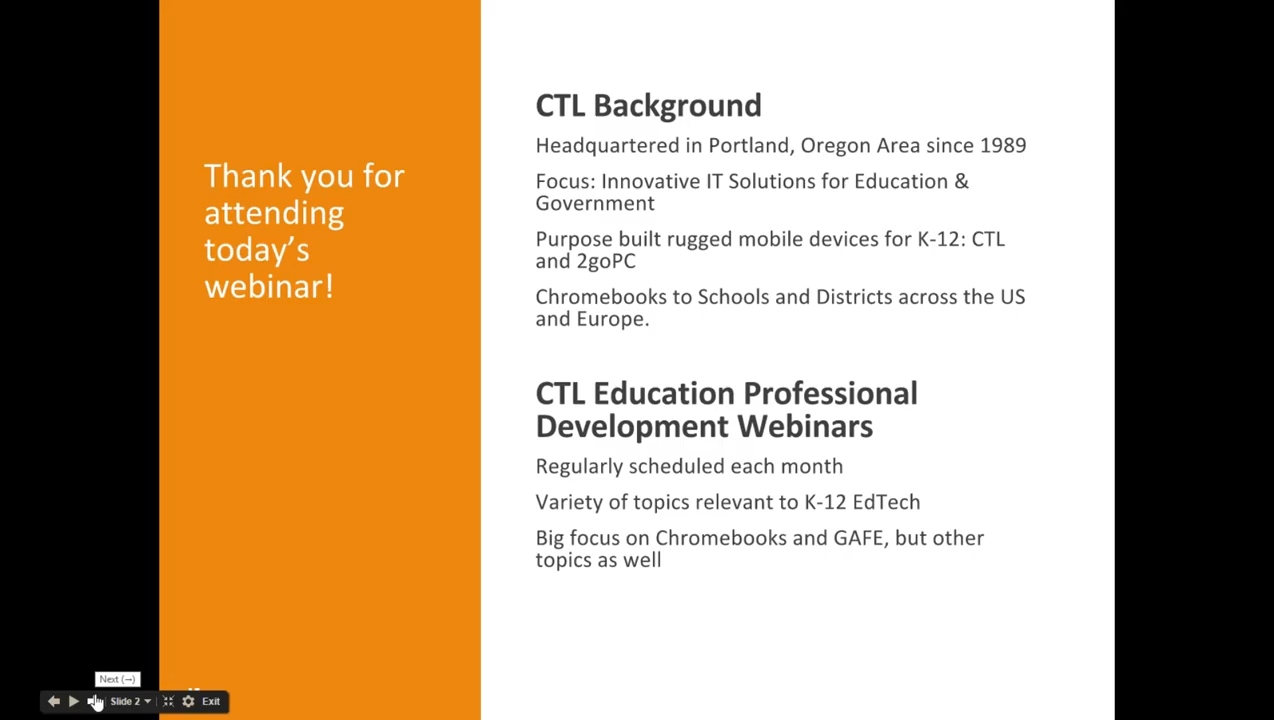 Thank you for
attending
today's
webinar!
CTL Background
Headquartered in Portland, Oregon Area since 1989
Focus: Innovative IT Solutions for Education &
Government
Purpose built rugged mobile devices for K-12: CTL
and 2goPC
Chromebooks to Schools and Districts across the US
and Europe.
CTL Education Professional
Development Webinars
Regularly scheduled each month
Variety of topics relevant to K-12 EdTech
Big focus on Chromebooks and GAFE, but other
topics as well
Next (→)
Slide 2
Exit